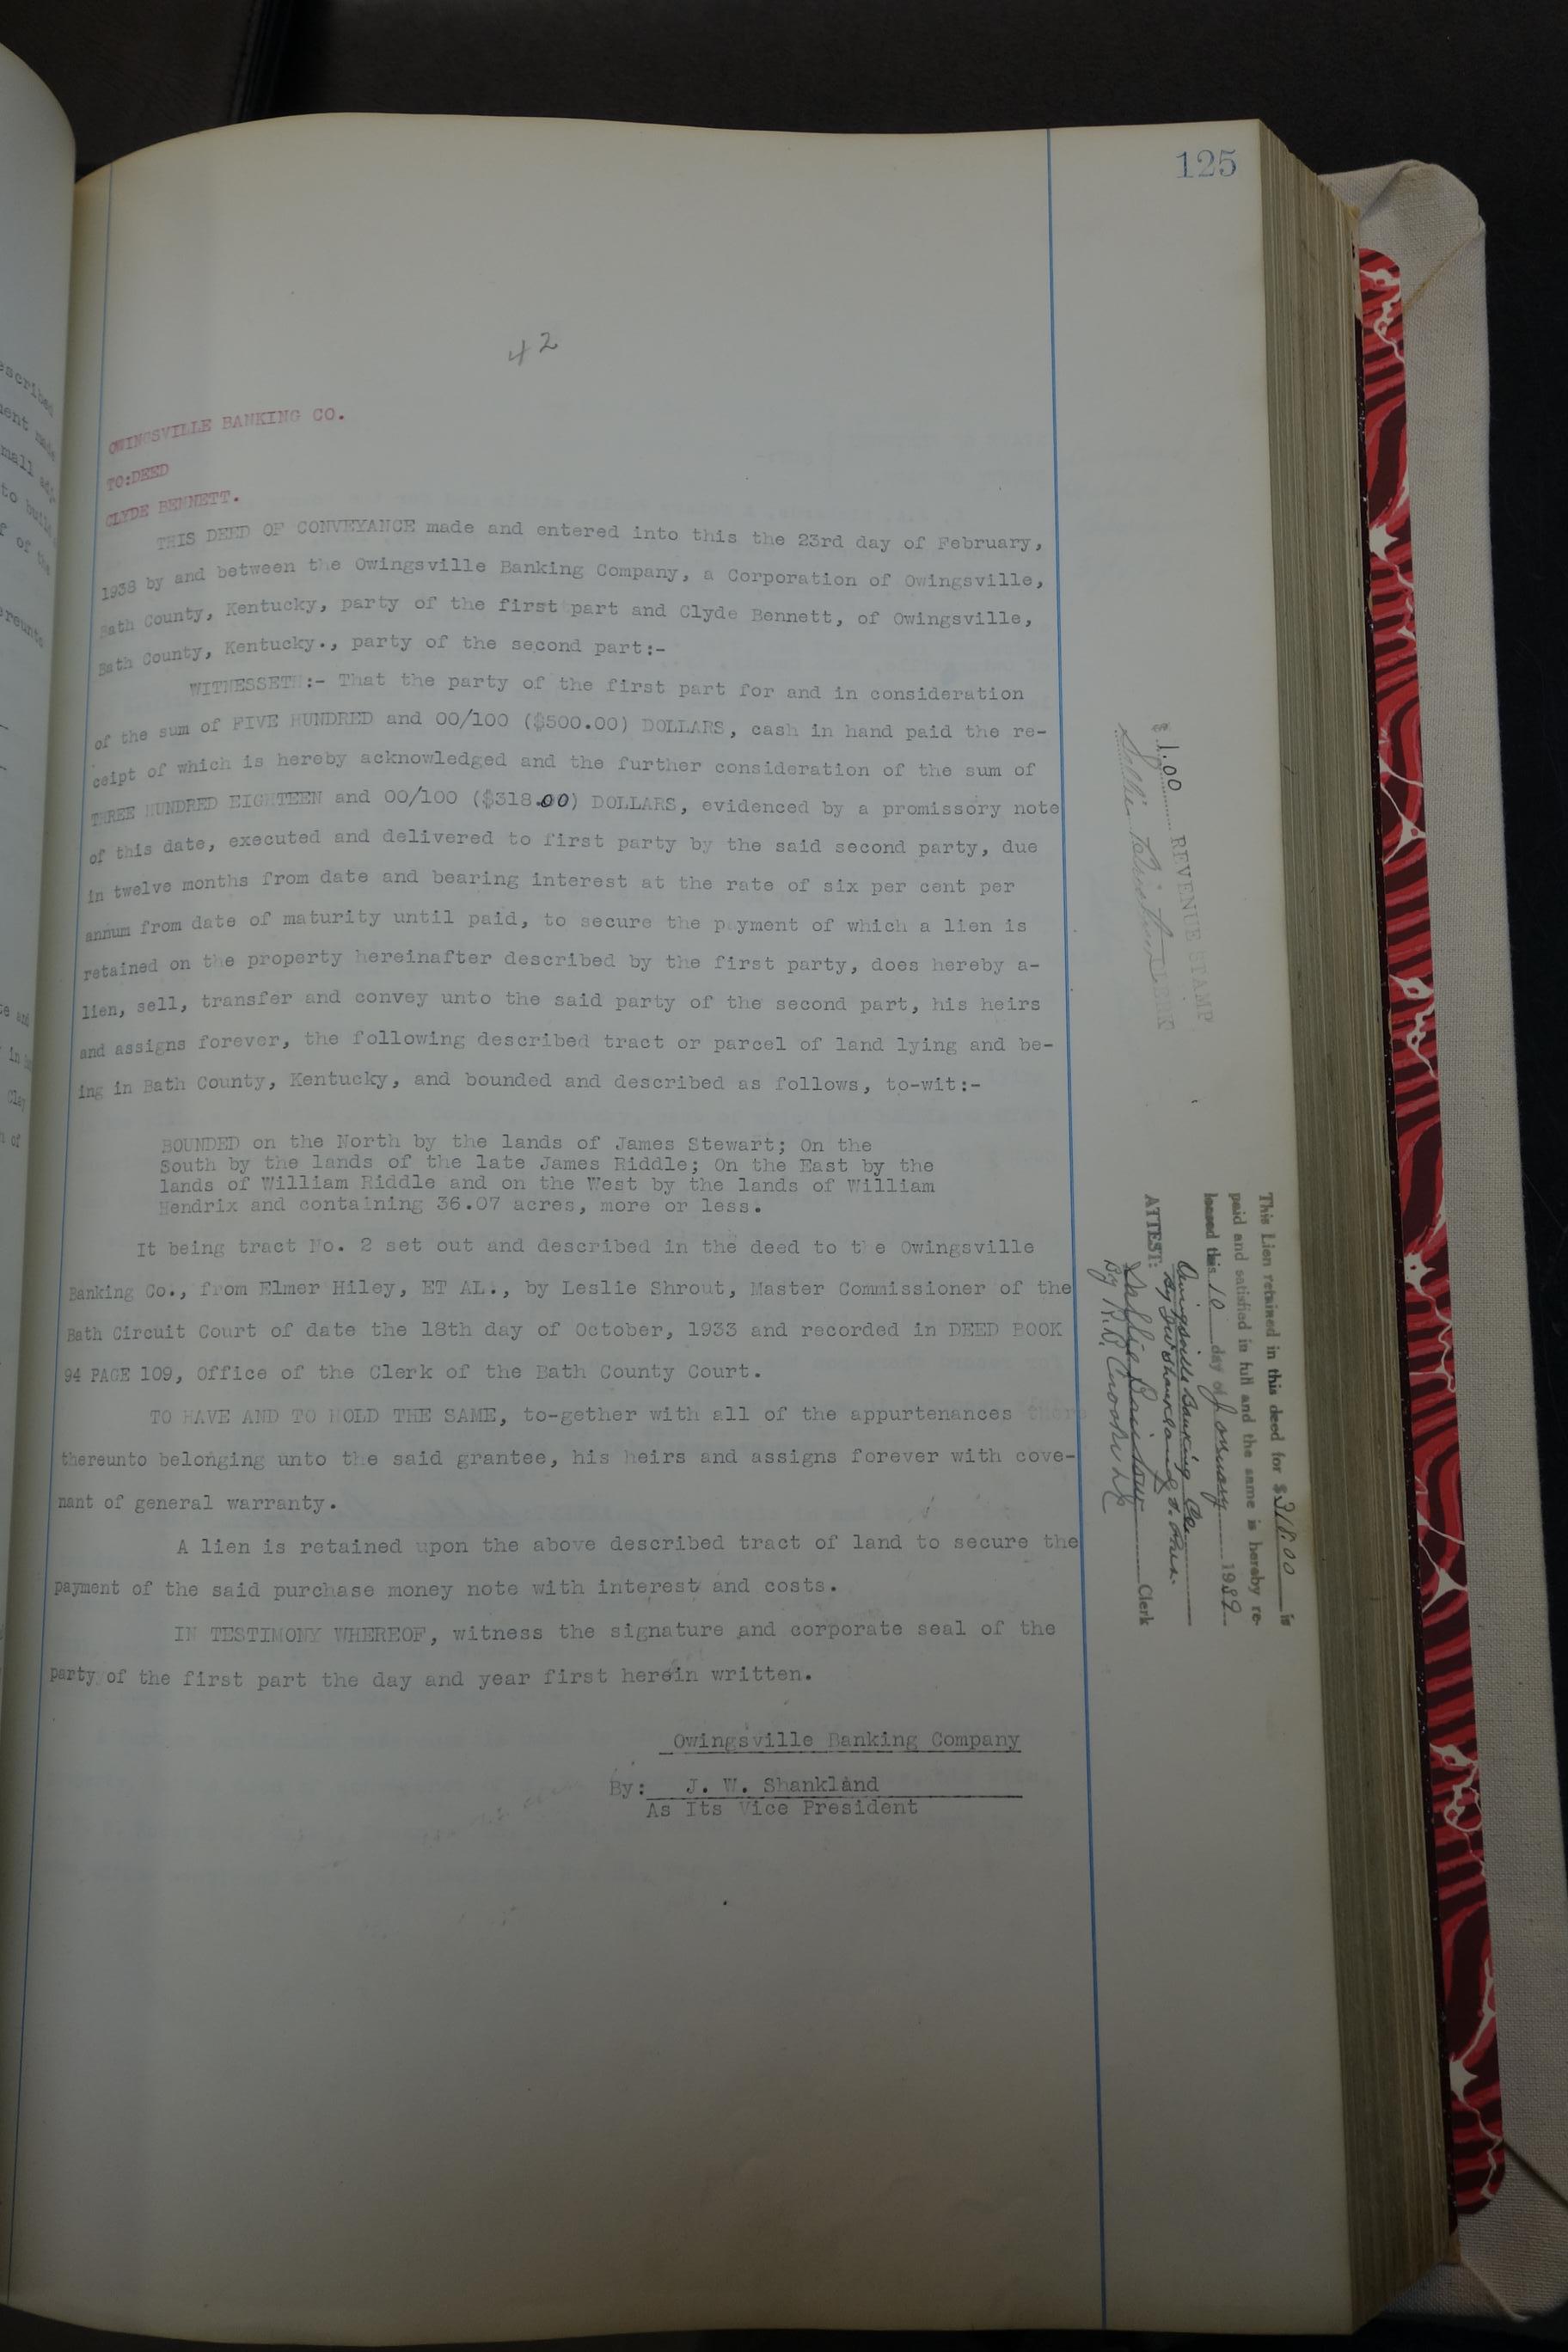 125
42
OWINGSVILLE BANKING CO.
TO:DEED
CLYDE BENNETT.
THIS DEED OF CONVEYANCE made and entered into this the 23rd day of February,
1938 by and between the Owingsville Banking Company, a Corporation of Owingsville,
Bath County, Kentucky, party of the first part and Clyde Bennett, of Owingsville,
Bath County, Kentucky., party of the second part:-
WITNESSETH:- That the party of the first part for and in consideration
of the sum of FIVE HUNDRED and 00/100 ($500.00) DOLLARS, cash in hand paid the re-
ceipt of which is hereby acknowledged and the further consideration of the sum of
THREE HUNDRED EIGHTEEN and 00/100 ($318.00) DOLLARS, evidenced by a promissory note
of this date, executed and delivered to first party by the said second party, due
in twelve months from date and bearing interest at the rate of six per cent per
annum from date of maturity until paid, to secure the payment of which a lien is
retained on the property hereinafter described by the first party, does hereby a-
lien, sell, transfer and convey unto the said party of the second part, his heirs
and assigns forever, the following described tract or parcel of land lying and be-
ing in Bath County, Kentucky, and bounded and described as follows, to-wit:-
BOUNDED on the North by the lands of James Stewart; On the
South by the lands of the late James Riddle; On the East by the
lands of William Riddle and on the West by the lands of William
Hendrix and containing 36.07 acres, more or less.
It being tract No. 2 set out and described in the deed to the Owingsville
Banking Co., from Elmer Hiley, ET AL., by Leslie Shrout, Master Commissioner of the
Bath Circuit Court of date the 18th day of October, 1933 and recorded in DEED BOOK
94 PAGE 109, Office of the Clerk of the Bath County Court.
TO HAVE AND TO HOLD THE SAME, to-gether with all of the appurtenances there
thereunto belonging unto the said grantee, his heirs and assigns forever with cove-
nant of general warranty.
A lien is retained upon the above described tract of land to secure the
payment of the said purchase money note with interest and costs.
IN TESTIMONY WHEREOF, witness the signature and corporate seal of the
party of the first part the day and year first herein written.
Owingsville Banking Company
By: J. W. Shankland
As Its Vice President
$ 1.00 REVENUE STAMP
CLERK
This Lien retained in this deed for $ 318.00 is
paid and satisfied in full and the same is hereby re-
leased this 10 day of January 1939
Owingsville Banking Co.
By J W Shankland V. Pres.
ATTEST: Clerk
By